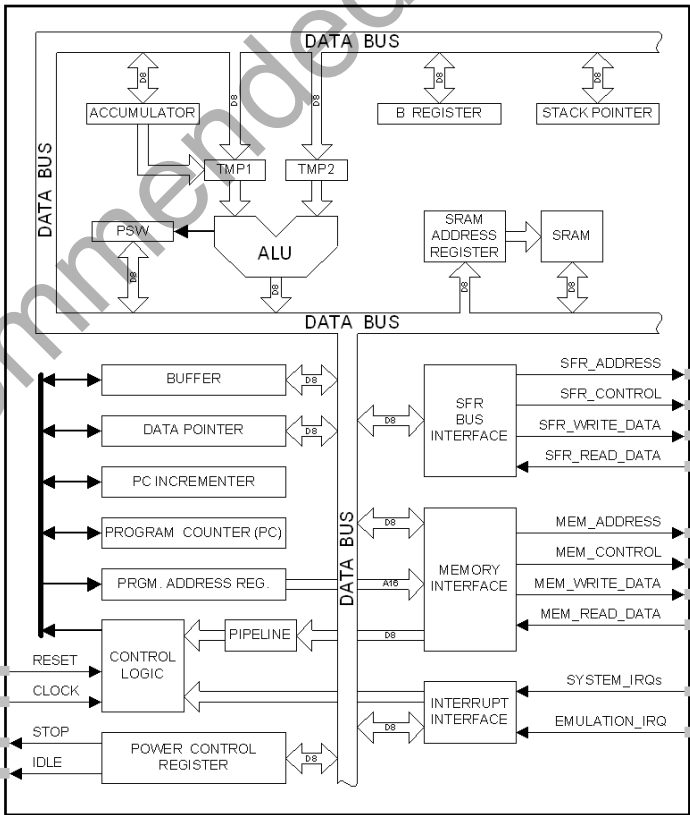 DATA BUS
D8
D8
D8
D8
D8
ACCUMULATOR
B REGISTER
STACK POINTER
TMP1
TMP2
DATA BUS
PSW
ALU
SRAM
ADDRESS
REGISTER
SRAM
D8
D8
D8
D8
DATA BUS
BUFFER
D8
DATA POINTER
D8
PC INCREMENTER
PROGRAM COUNTER (PC)
PRGM. ADDRESS REG.
A16
DATA BUS
SFR
BUS
INTERFACE
D8
SFR_ADDRESS
SFR_CONTROL
SFR_WRITE_DATA
SFR_READ_DATA
D8
MEMORY
INTERFACE
MEM_ADDRESS
MEM_CONTROL
MEM_WRITE_DATA
MEM_READ_DATA
PIPELINE
D8
CONTROL
LOGIC
RESET
CLOCK
INTERRUPT
INTERFACE
D8
SYSTEM_IRQs
EMULATION_IRQ
STOP
IDLE
POWER CONTROL
REGISTER
D8
mmended